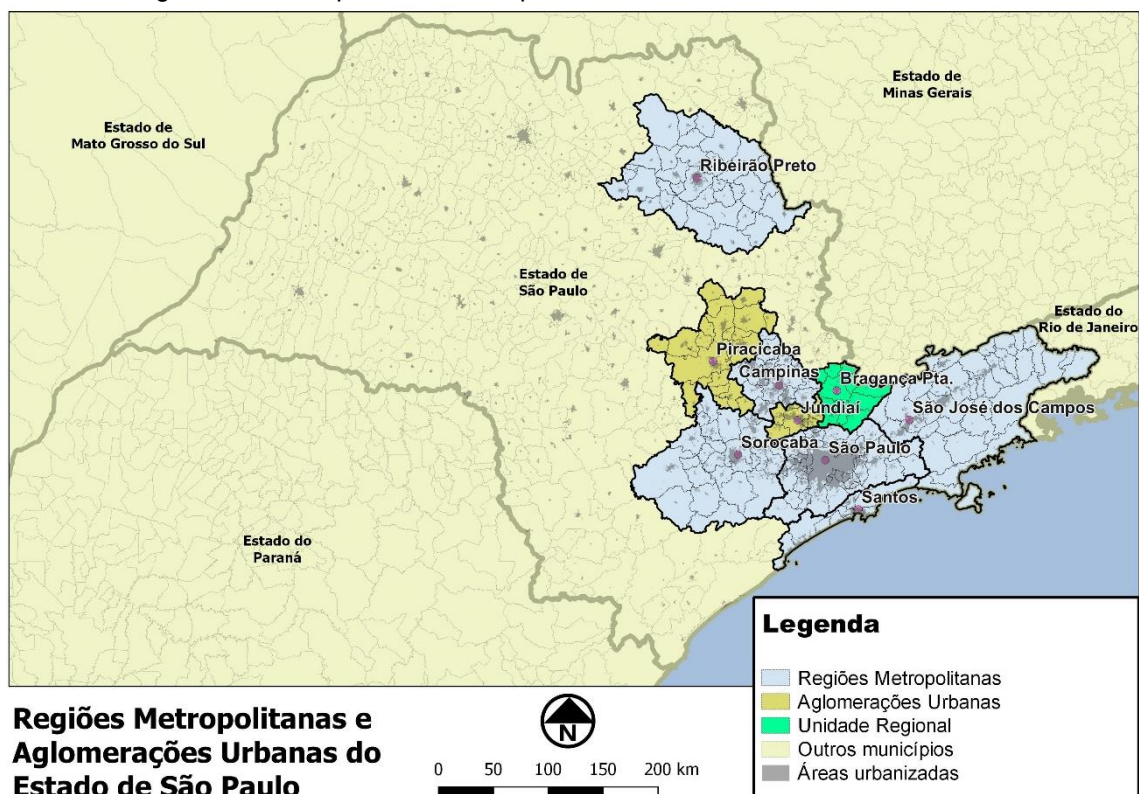 Estado de
Minas Gerais
Estado de
Mato Grosso do Sul
Ribeirão Preto
Estado de
São Paulo
Estado do
Rio de Janeiro
Piracicaba
Campinas
Bragança Pta.
Jundiaí
São José dos Campos
Sorocaba
São Paulo
Santos
Estado do
Paraná
Legenda
Regiões Metropolitanas
Aglomerações Urbanas
Unidade Regional
Outros municípios
Áreas urbanizadas
Regiões Metropolitanas e
Aglomerações Urbanas do
Estado de São Paulo
N
0 50 100 150 200 km